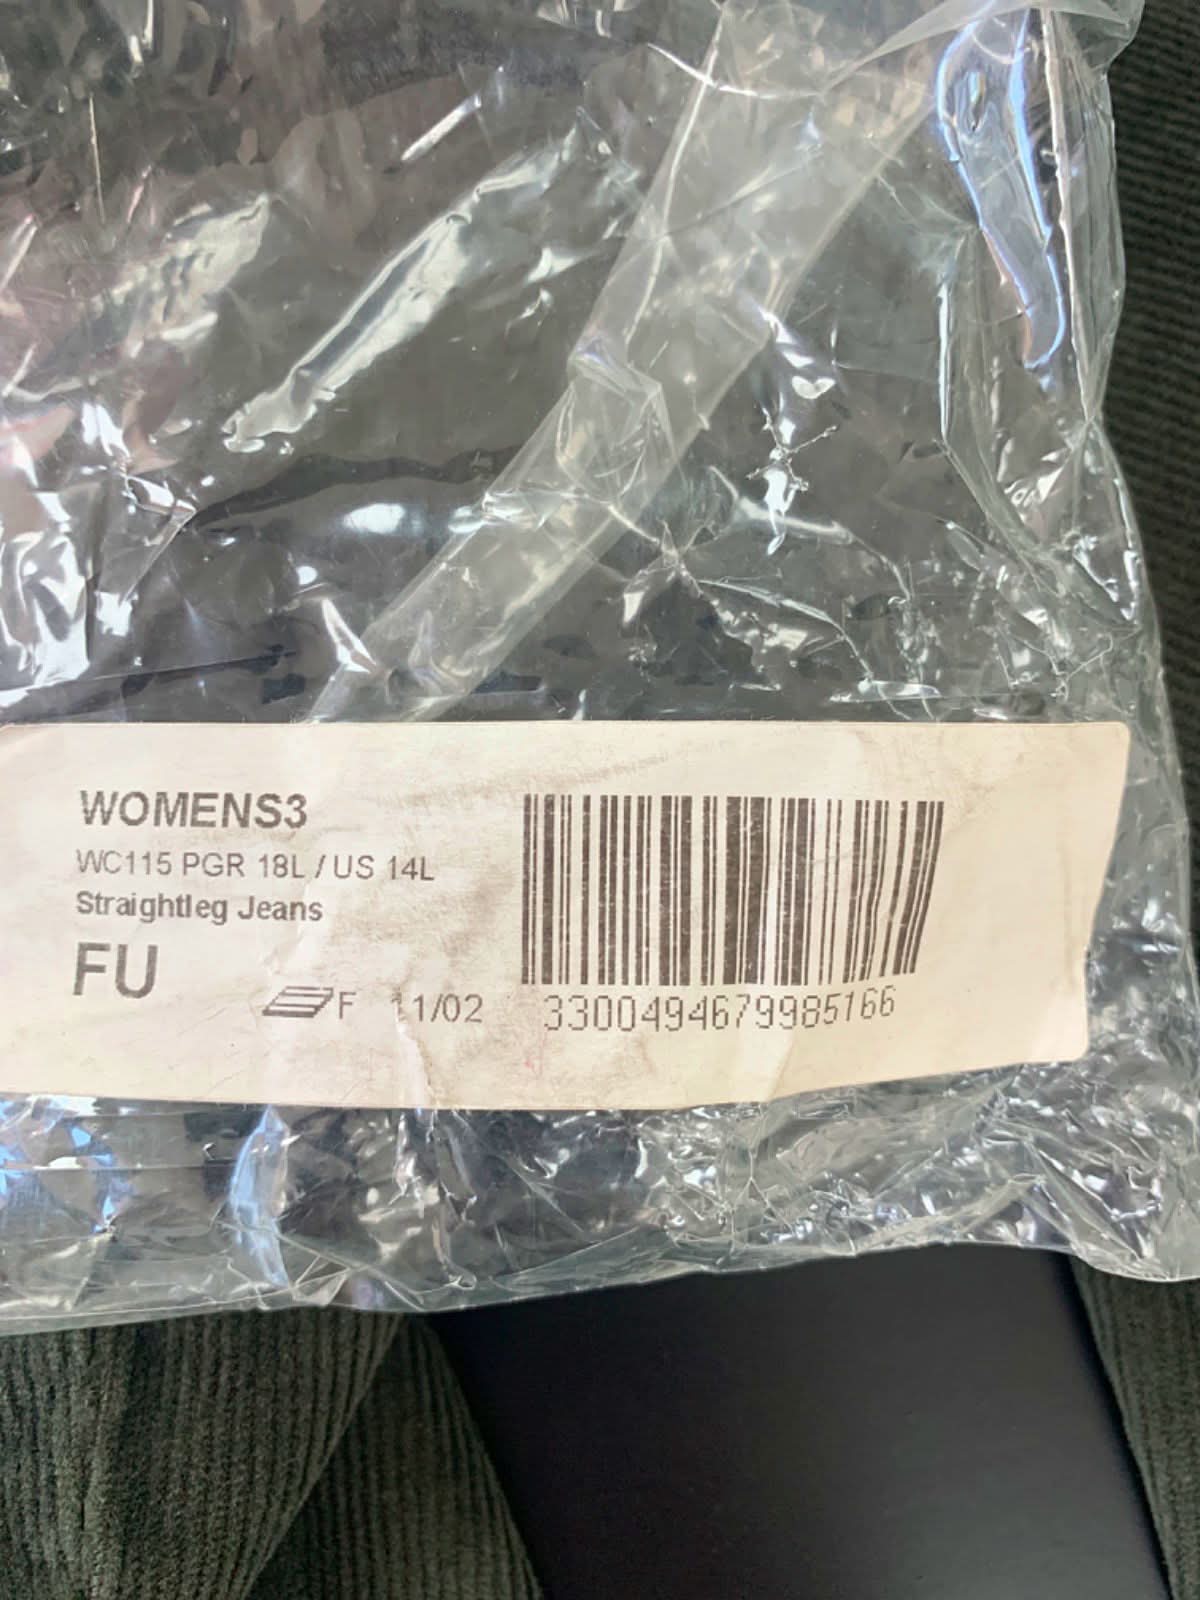 WOMENS3
WC115 PGR 18L / US 14L
Straightleg Jeans
FU
F 11/02
3300494679985166